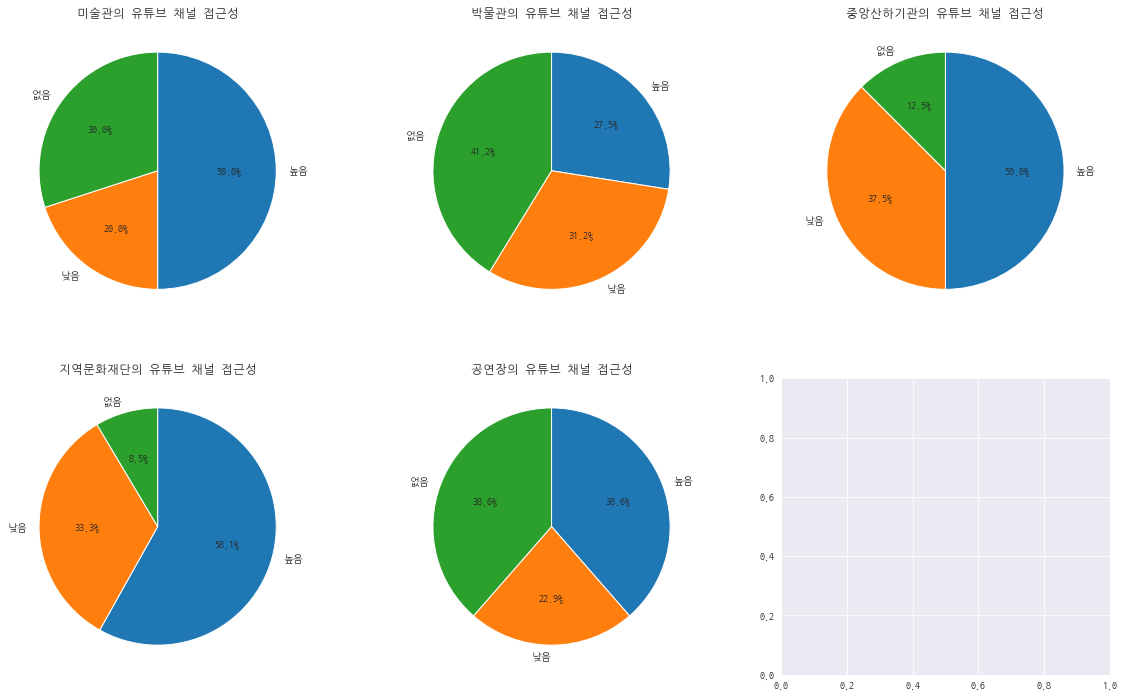 미술관의 유튜브 채널 접근성
없음
30.0%
50.0%
높음
20.0%
낮음
박물관의 유튜브 채널 접근성
높음
27.5%
없음
41.2%
31.2%
낮음
중앙산하기관의 유튜브 채널 접근성
없음
12.5%
50.0%
높음
37.5%
낮음
지역문화재단의 유튜브 채널 접근성
없음
8.5%
낮음
33.3%
58.1%
높음
공연장의 유튜브 채널 접근성
없음
38.6%
38.6%
높음
22.9%
낮음
1.0
0.8
0.6
0.4
0.2
0.0
0.0 0.2 0.4 0.6 0.8 1.0